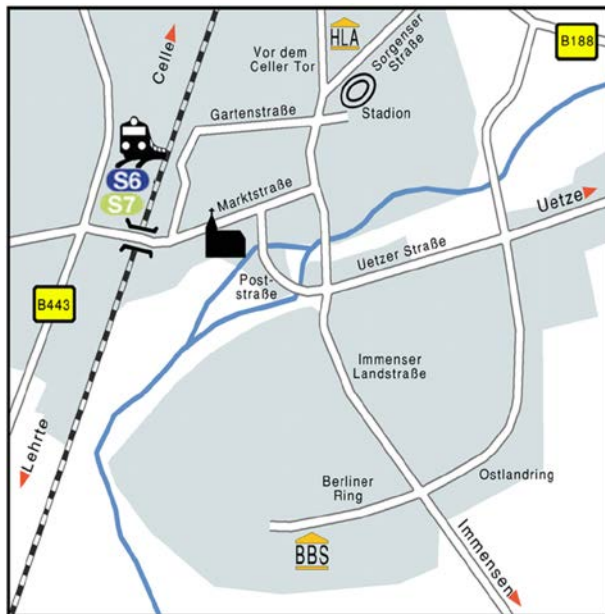 HLA
B188
Celle
Vor dem
Celler Tor
Sorgenser
Straße
Gartenstraße
Stadion
S6
S7
Marktstraße
Uetze
Uetzer Straße
Post-
straße
B443
Immenser
Landstraße
Lehrte
Berliner
Ring
Ostlandring
BBS
Immensen